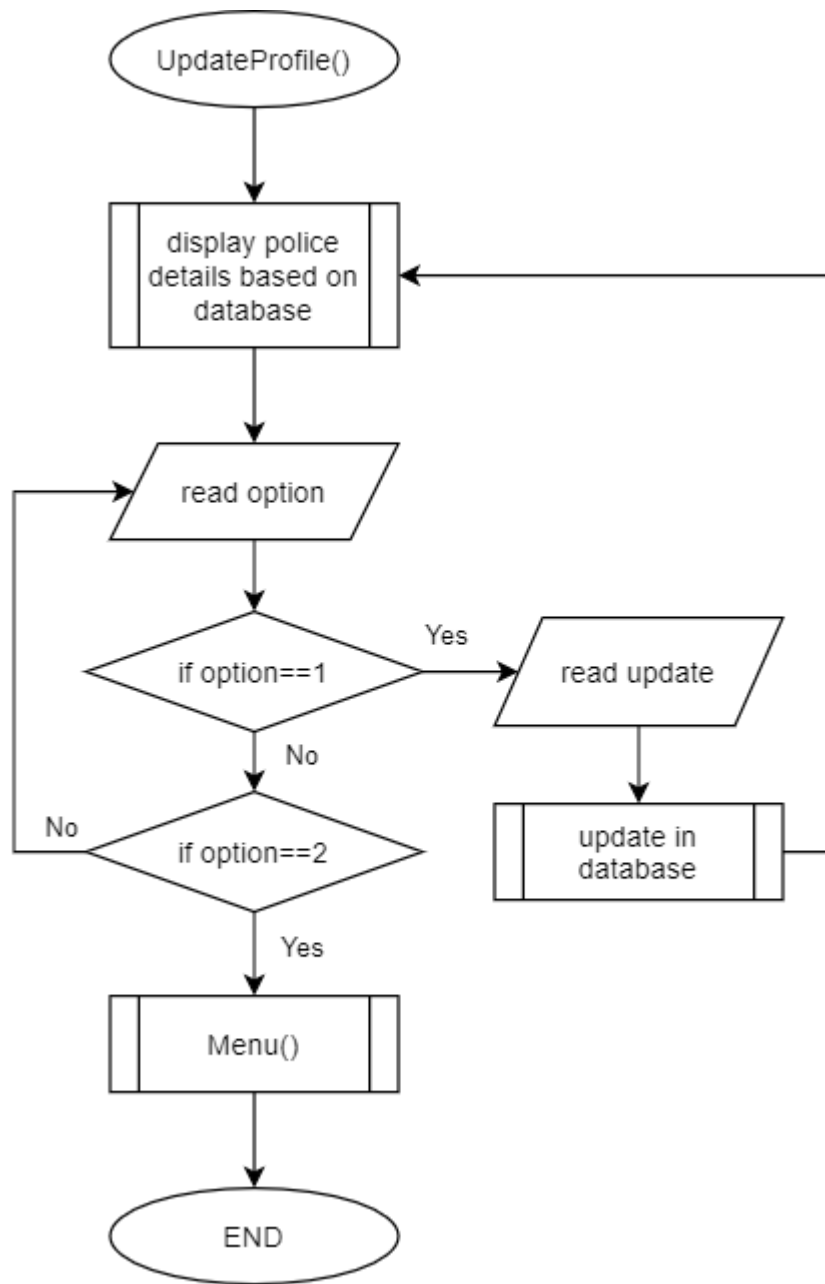 UpdateProfile()
display police
details based on
database
read option
if option==1
Yes
read update
No
update in
database
if option==2
No
Yes
Menu()
END